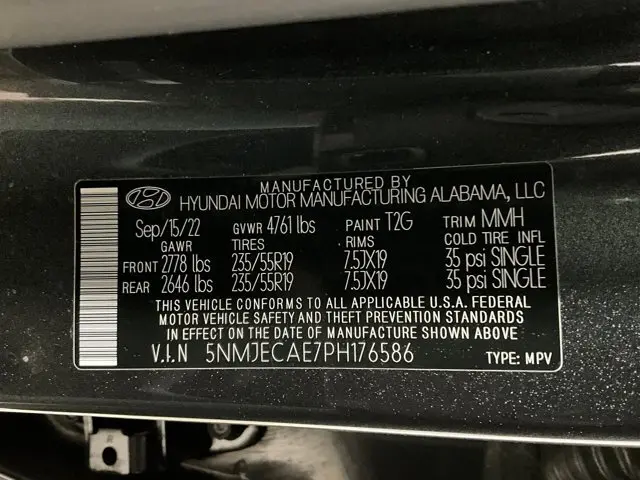 MANUFACTURED BY
HYUNDAI MOTOR MANUFACTURING ALABAMA, LLC
Sep/15/22 GVWR 4761 lbs PAINT T2G TRIM MMH
GAWR TIRES RIMS COLD TIRE INFL
FRONT 2778 lbs 235/55R19 7.5JX19 35 psi SINGLE
REAR 2646 lbs 235/55R19 7.5JX19 35 psi SINGLE
THIS VEHICLE CONFORMS TO ALL APPLICABLE U.S.A. FEDERAL
MOTOR VEHICLE SAFETY AND THEFT PREVENTION STANDARDS
IN EFFECT ON THE DATE OF MANUFACTURE SHOWN ABOVE.
V.I.N 5NMJECAE7PH176586 TYPE: MPV